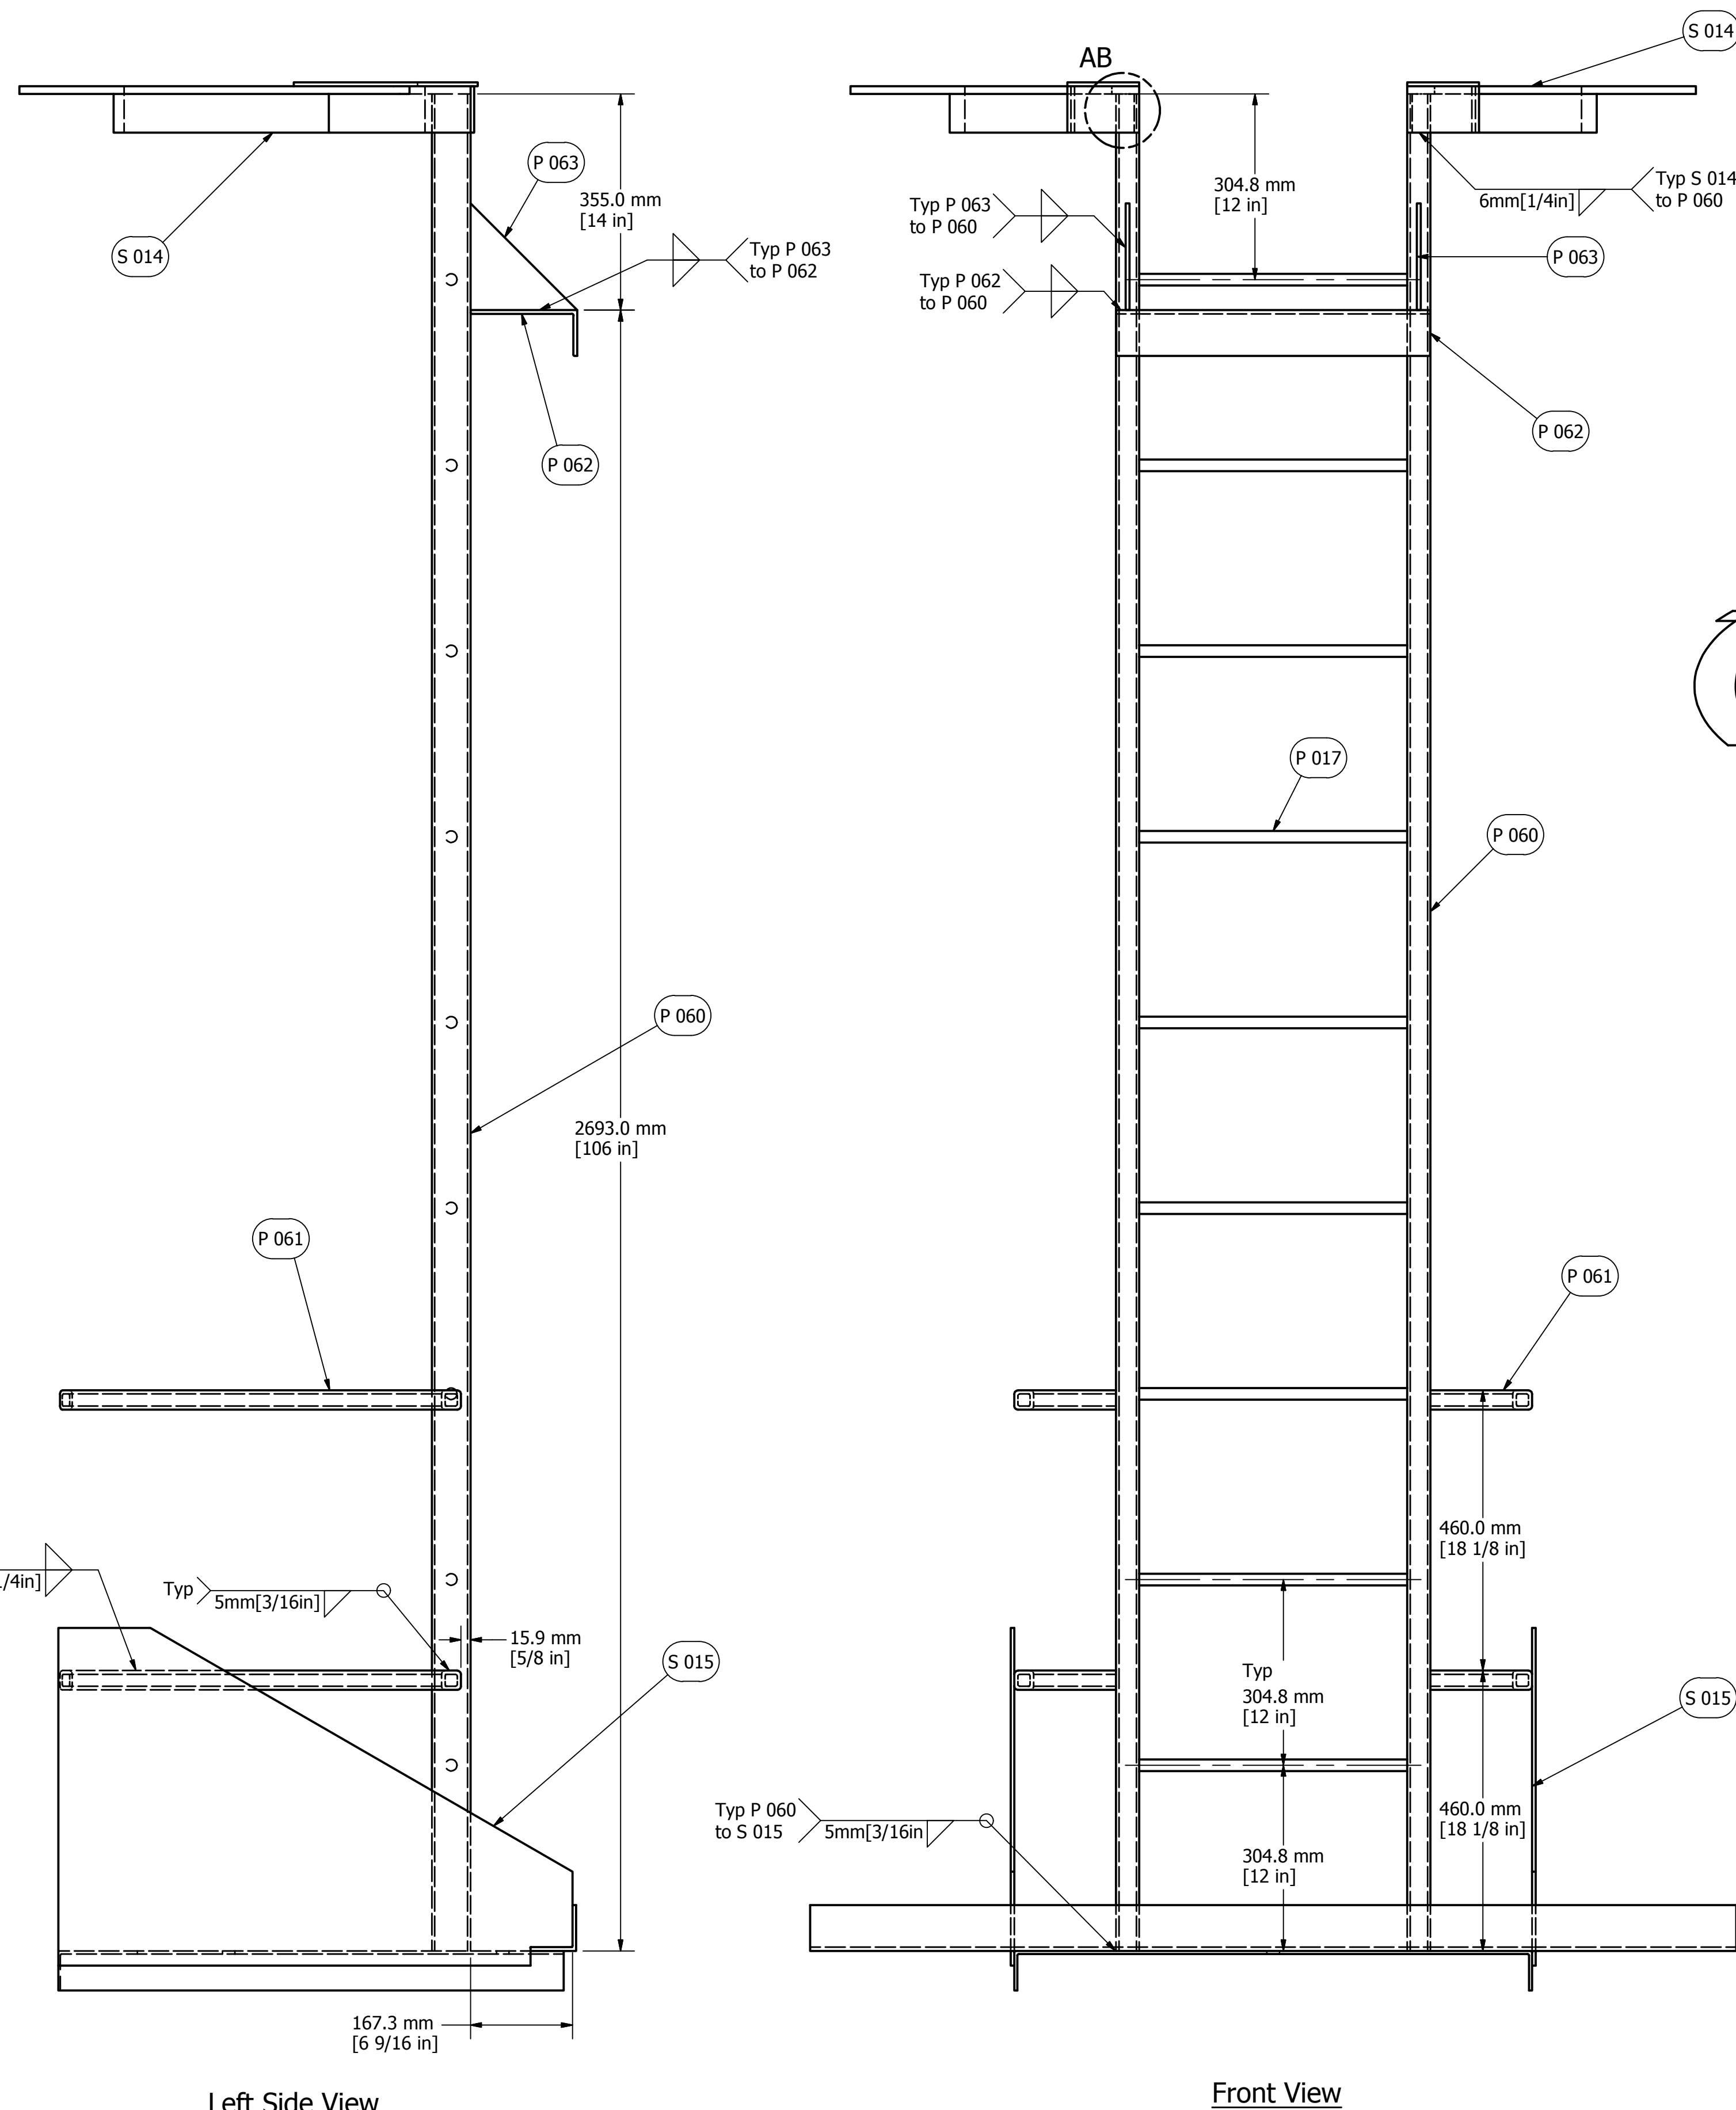 S 014
AB
P 063
355.0 mm
[14 in]
304.8 mm
[12 in]
Typ P 063
to P 060
6mm[1/4in]
Typ S 014
to P 060
S 014
Typ P 063
to P 062
P 063
Typ P 062
to P 060
P 062
P 062
P 017
P 060
P 060
2693.0 mm
[106 in]
P 061
P 061
460.0 mm
[18 1/8 in]
/4in]
Typ
5mm[3/16in]
15.9 mm
[5/8 in]
S 015
Typ
304.8 mm
[12 in]
S 015
Typ P 060
to S 015
5mm[3/16in
460.0 mm
[18 1/8 in]
304.8 mm
[12 in]
167.3 mm
[6 9/16 in]
Left Side View
Front View